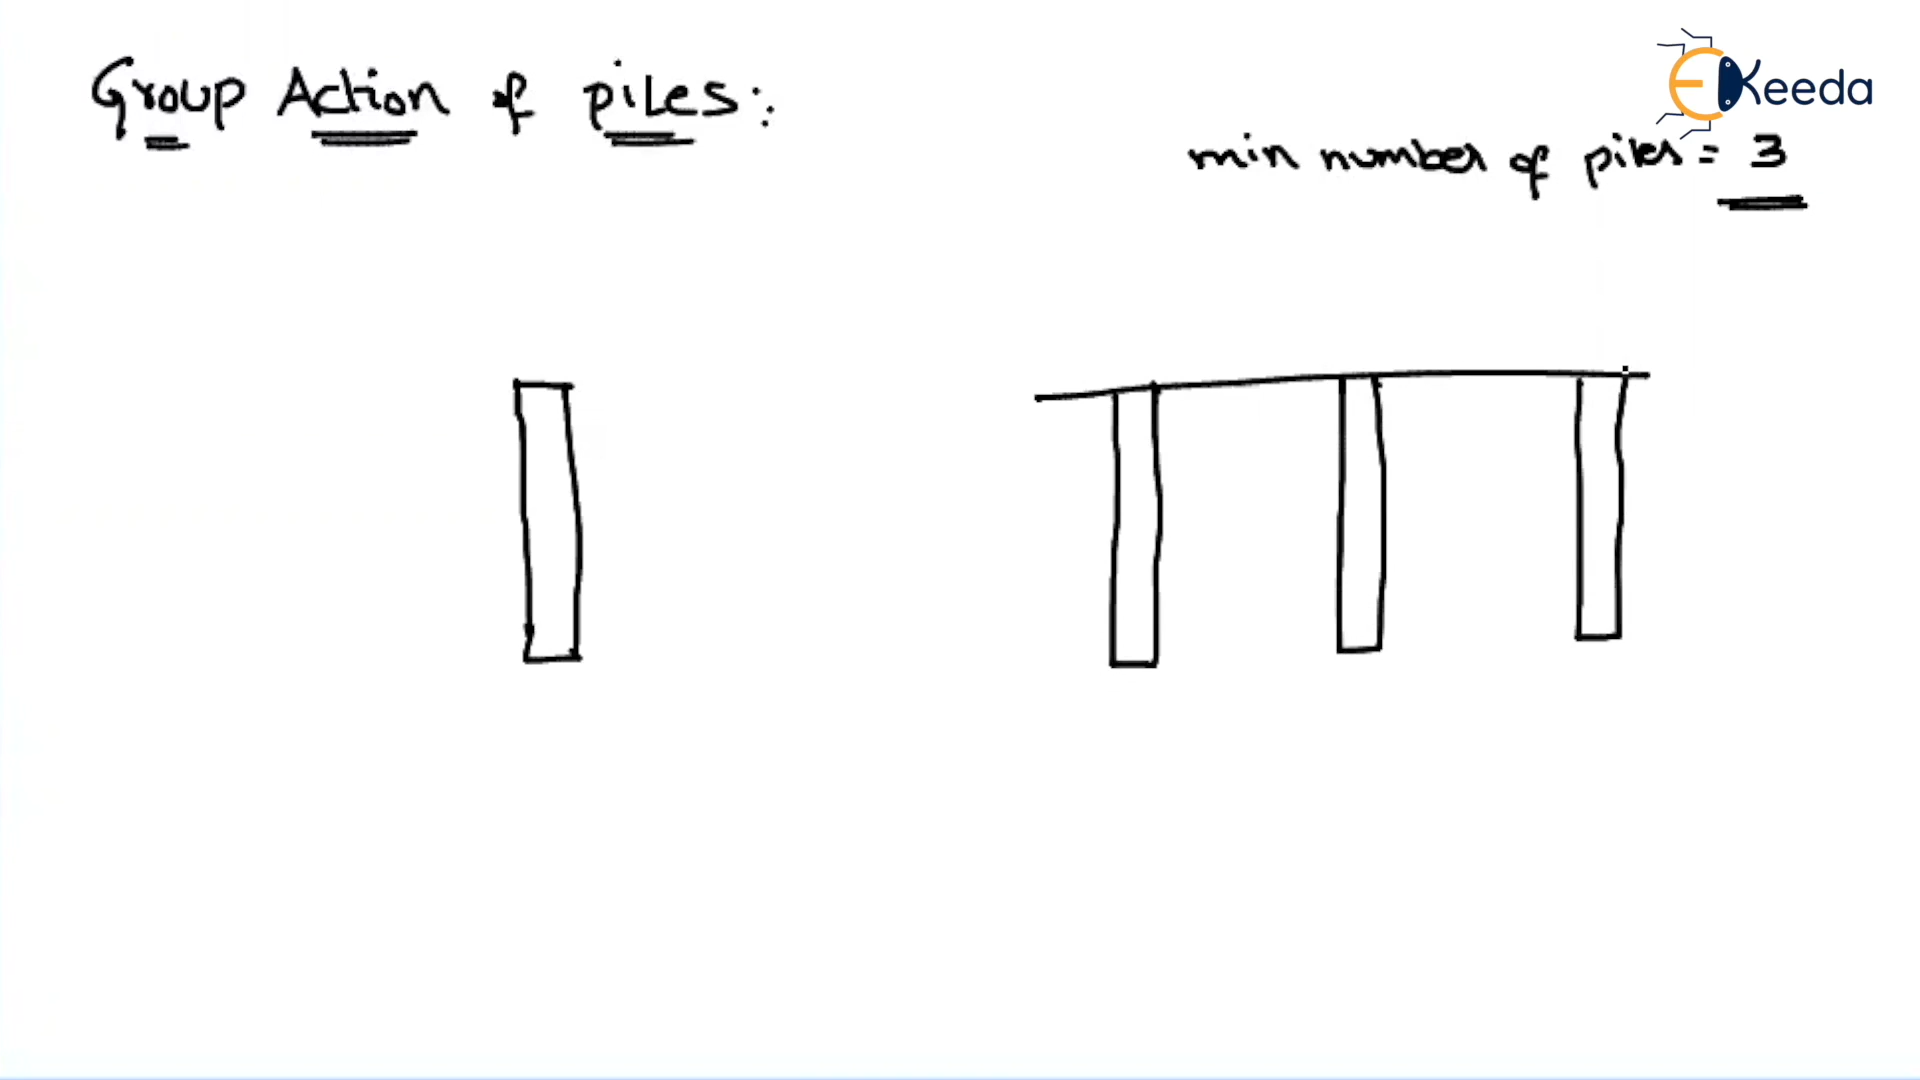 Group Action of piles:
EKeeda
min number of piles = 3